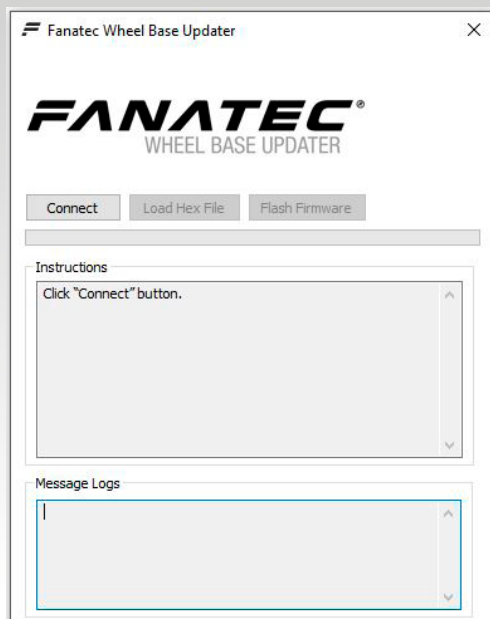 Fanatec Wheel Base Updater
FANATEC®
WHEEL BASE UPDATER
Connect Load Hex File Flash Firmware
Instructions
Click “Connect” button.
Message Logs